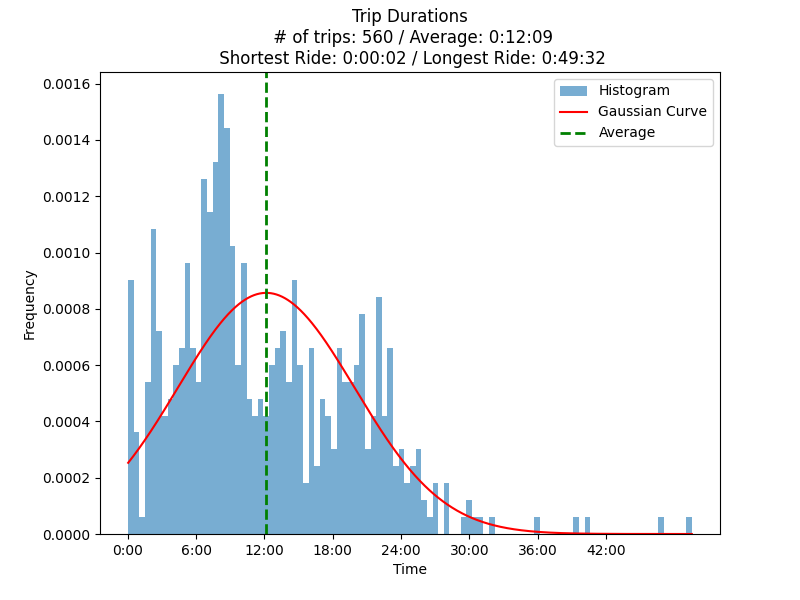 Trip Durations
# of trips: 560 / Average: 0:12:09
Shortest Ride: 0:00:02 / Longest Ride: 0:49:32
Histogram
Gaussian Curve
Average
Frequency
0.0016
0.0014
0.0012
0.0010
0.0008
0.0006
0.0004
0.0002
0.0000
0:00 6:00 12:00 18:00 24:00 30:00 36:00 42:00
Time